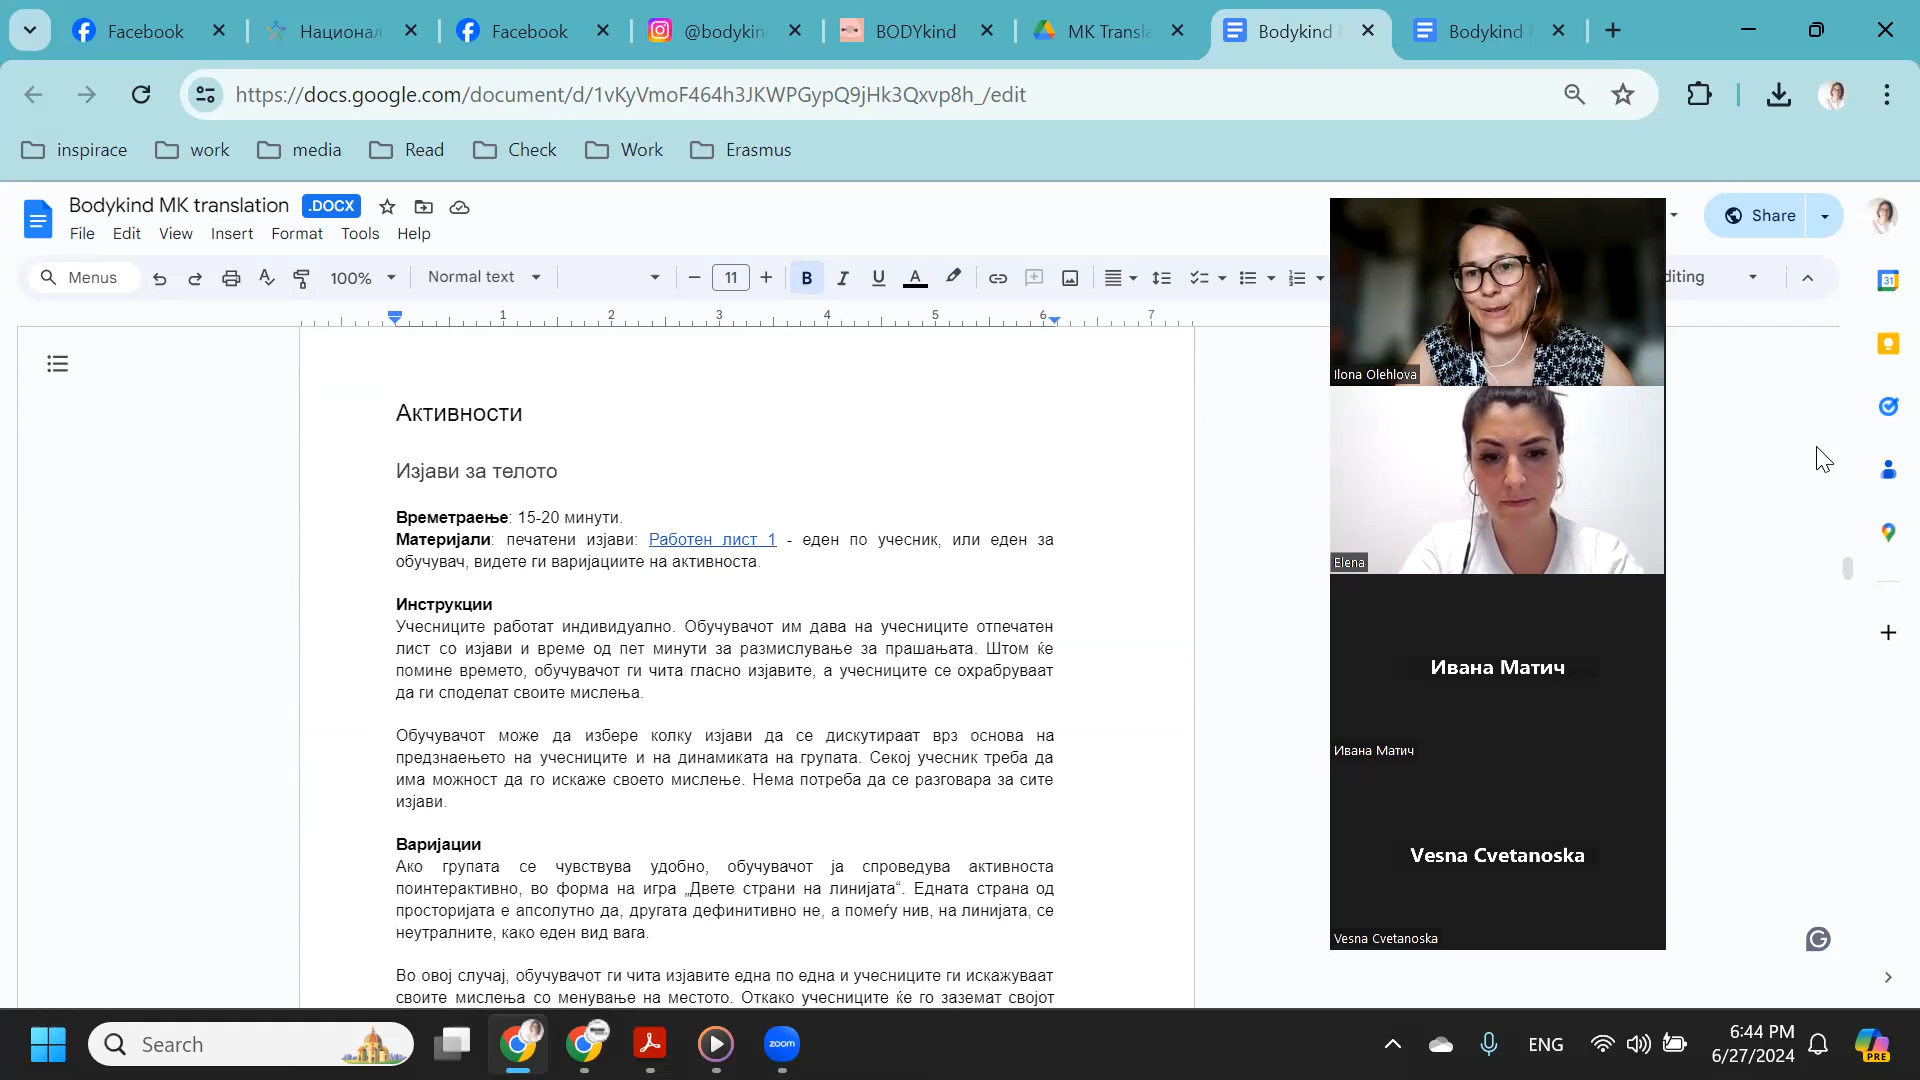 Facebook
Национал
Facebook
@bodykin
BODYkind
MK Transla
Bodykind
Bodykind
https://docs.google.com/document/d/1vKyVmoF464h3JKWPGypQ9jHk3Qxvp8h_/edit
inspirace
work
media
Read
Check
Work
Erasmus
Bodykind MK translation .DOCX
File Edit View Insert Format Tools Help
Share
Menus 100% Normal text 11 B I U A diting
1 2 3 4 5 6 7
31
Активности
Изјави за телото
Времетраење: 15-20 минути.
Материјали: печатени изјави: Работен лист 1 - еден по учесник, или еден за
обучувач, видете ги варијациите на активноста.
Инструкции
Учесниците работат индивидуално. Обучувачот им дава на учесниците отпечатен
лист со изјави и време од пет минути за размислување за прашањата. Штом ќе
помине времето, обучувачот ги чита гласно изјавите, а учесниците се охрабруваат
да ги споделат своите мислења.
Обучувачот може да избере колку изјави да се дискутираат врз основа на
предзнаењето на учесниците и на динамиката на групата. Секој учесник треба да
има можност да го искаже своето мислење. Нема потреба да се разговара за сите
изјави.
Варијации
Ако групата се чувствува удобно, обучувачот ја спроведува активноста
поинтерактивно, во форма на игра „Двете страни на линијата“. Едната страна од
просторијата е апсолутно да, другата дефинитивно не, а помеѓу нив, на линијата, се
неутралните, како еден вид вага.
Во овој случај, обучувачот ги чита изјавите една по една и учесниците ги искажуваат
своите мислења со менување на местото. Откако учесниците ќе го заземат својот
Ilona Olehlova
Elena
Ивана Матич
Ивана Матич
Vesna Cvetanoska
Vesna Cvetanoska
Search
zoom
ENG
6:44 PM
6/27/2024
PRE